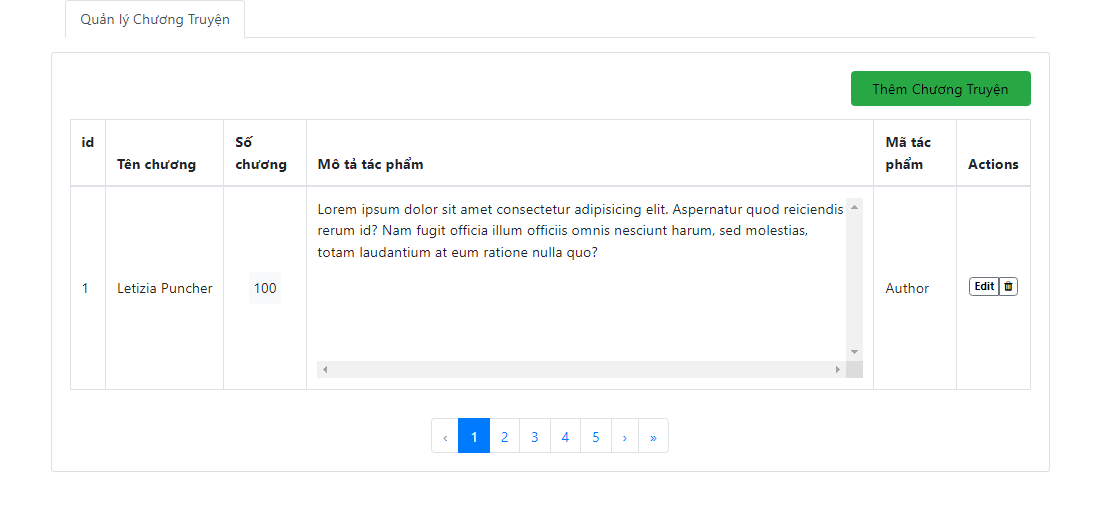 Quản lý Chương Truyện
Thêm Chương Truyện
id
Tên chương
Số
chương
Mô tả tác phẩm
Mã tác
phẩm
Actions
1
Letizia Puncher
100
Lorem ipsum dolor sit amet consectetur adipisicing elit. Aspernatur quod reiciendis
rerum id? Nam fugit officia illum officiis omnis nesciunt harum, sed molestias,
totam laudantium at eum ratione nulla quo?
Author
Edit
‹ 1 2 3 4 5 › »